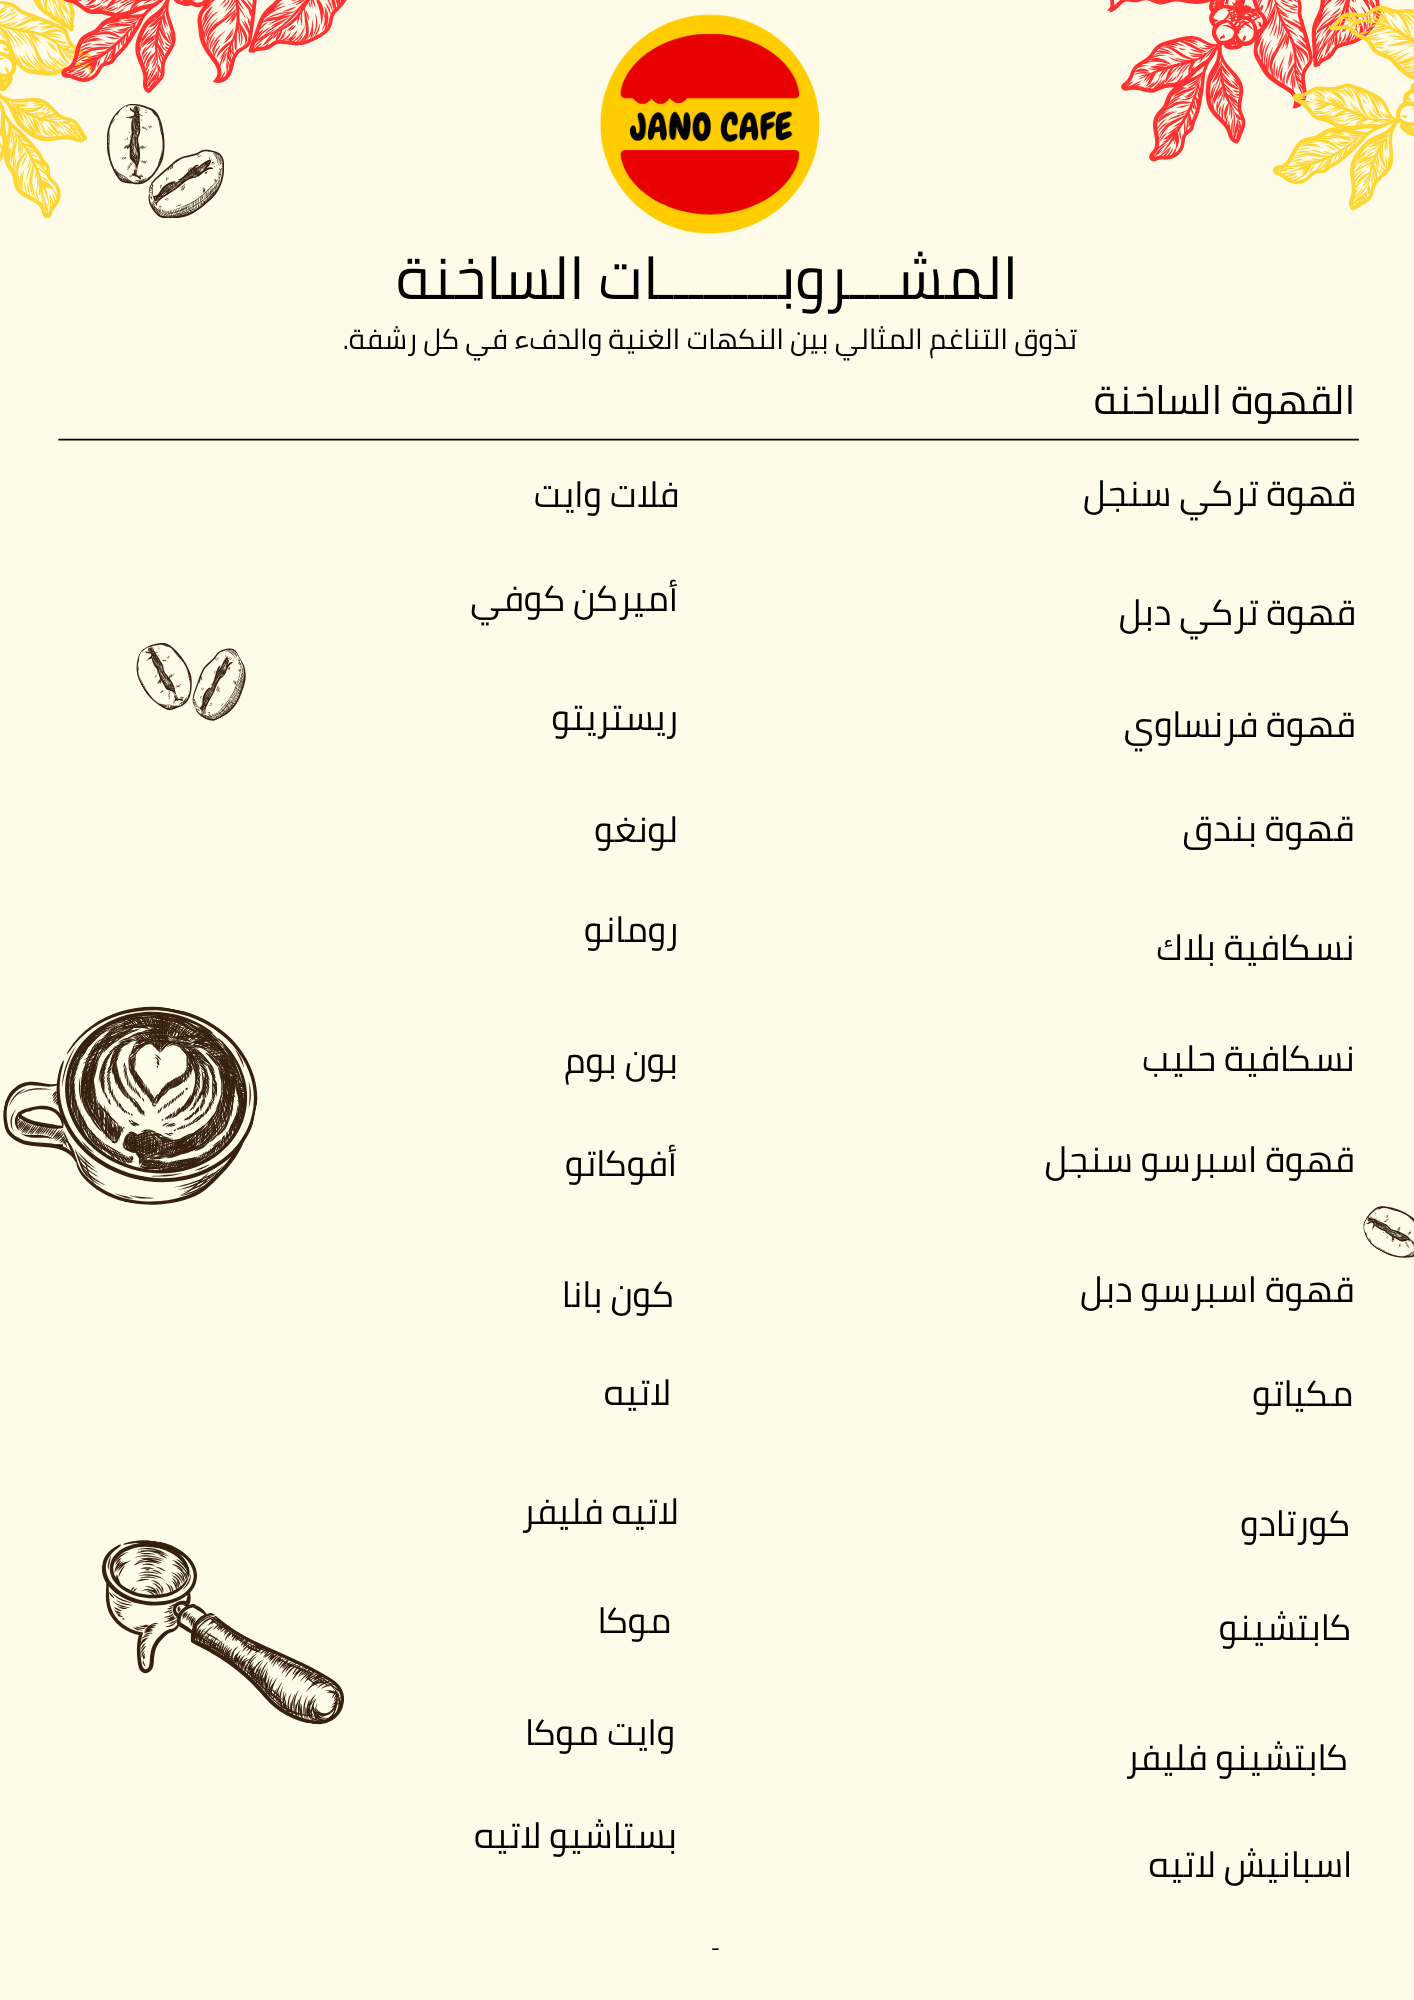 JANO CAFE
المشـــروبـــــــات الساخنة
تذوق التناغم المثالي بين النكهات الغنية والدفء في كل رشفة.
القهوة الساخنة
قهوة تركي سنجل
قهوة تركي دبل
قهوة فرنساوي
قهوة بندق
نسكافية بلاك
نسكافية حليب
قهوة اسبرسو سنجل
قهوة اسبرسو دبل
مكياتو
كورتادو
كابتشينو
كابتشينو فليفر
اسبانيش لاتيه
فلات وايت
أميركن كوفي
ريستريتو
لونغو
رومانو
بون بوم
أفوكاتو
كون بانا
لاتيه
لاتيه فليفر
موكا
وايت موكا
بستاشيو لاتيه
-